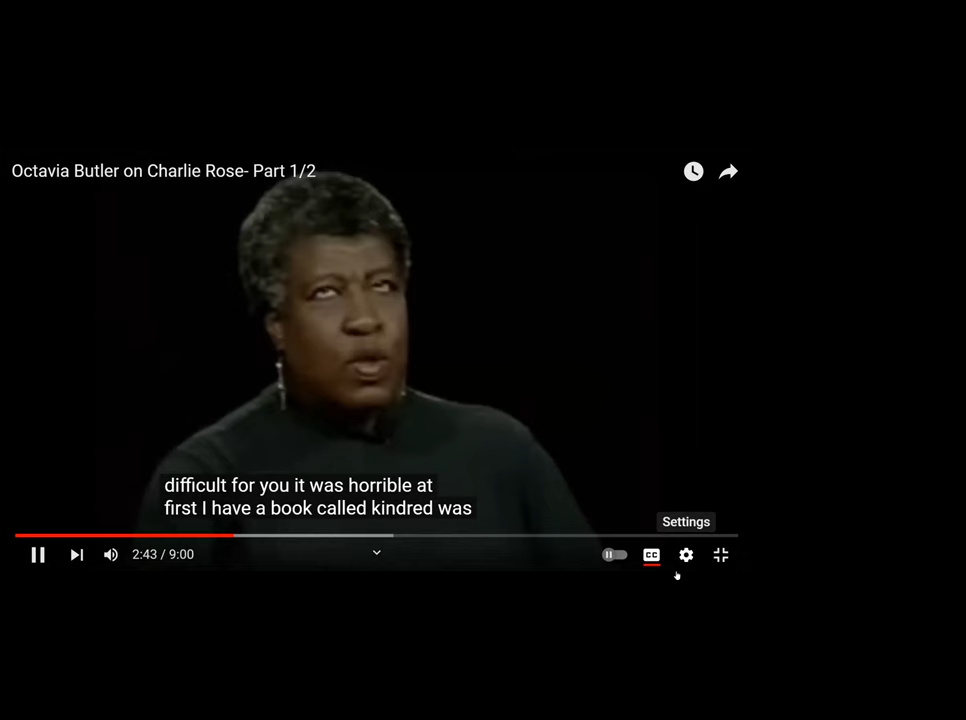 Octavia Butler on Charlie Rose- Part 1/2
difficult for you it was horrible at
first I have a book called kindred was
Settings
2:43 / 9:00
CC